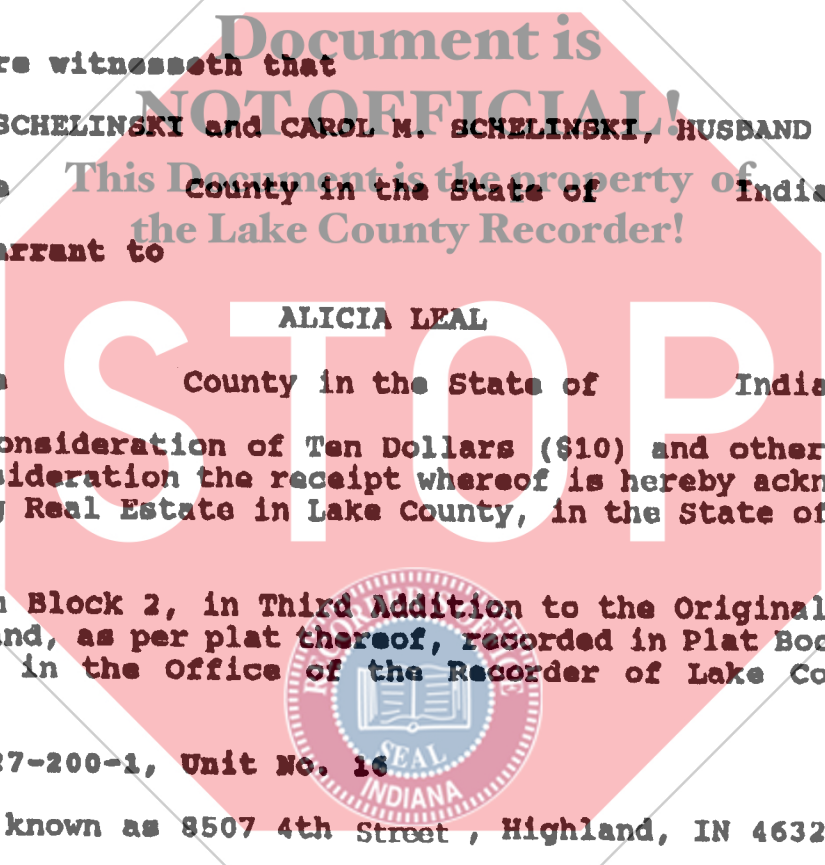 Document is
re witnesseth that
NOT OFFICIAL!
SCHELINSKI and CAROL M. SCHELINSKI, HUSBAND
This Document is the property of
County in the State of India
the Lake County Recorder!
arrant to
ALICIA LEAL
STOP
County in the State of India
onsideration of Ten Dollars ($10) and other
sideration the receipt whereof is hereby ackn
g Real Estate in Lake County, in the State of
Block 2, in Third Addition to the Original
and, as per plat thereof, recorded in Plat Boo
in the Office of the Recorder of Lake Co
RECORDER'S OFFICE
SEAL
INDIANA
27-200-1, Unit No. 16
known as 8507 4th Street , Highland, IN 4632